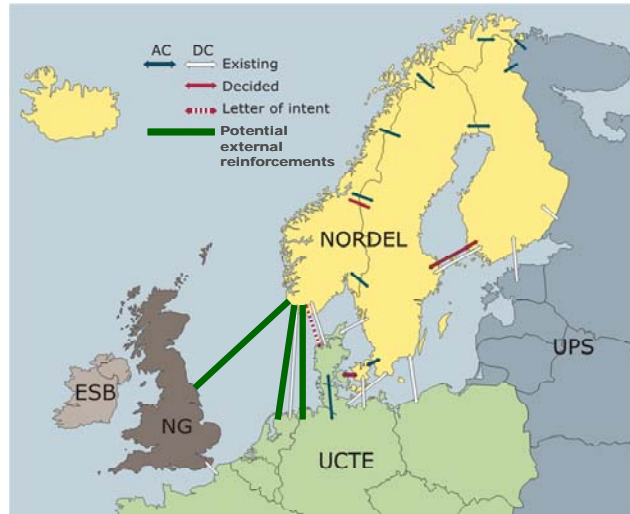 AC DC
Existing
Decided
Letter of intent
Potential
external
reinforcements
NORDEL
UPS
ESB
NG
UCTE